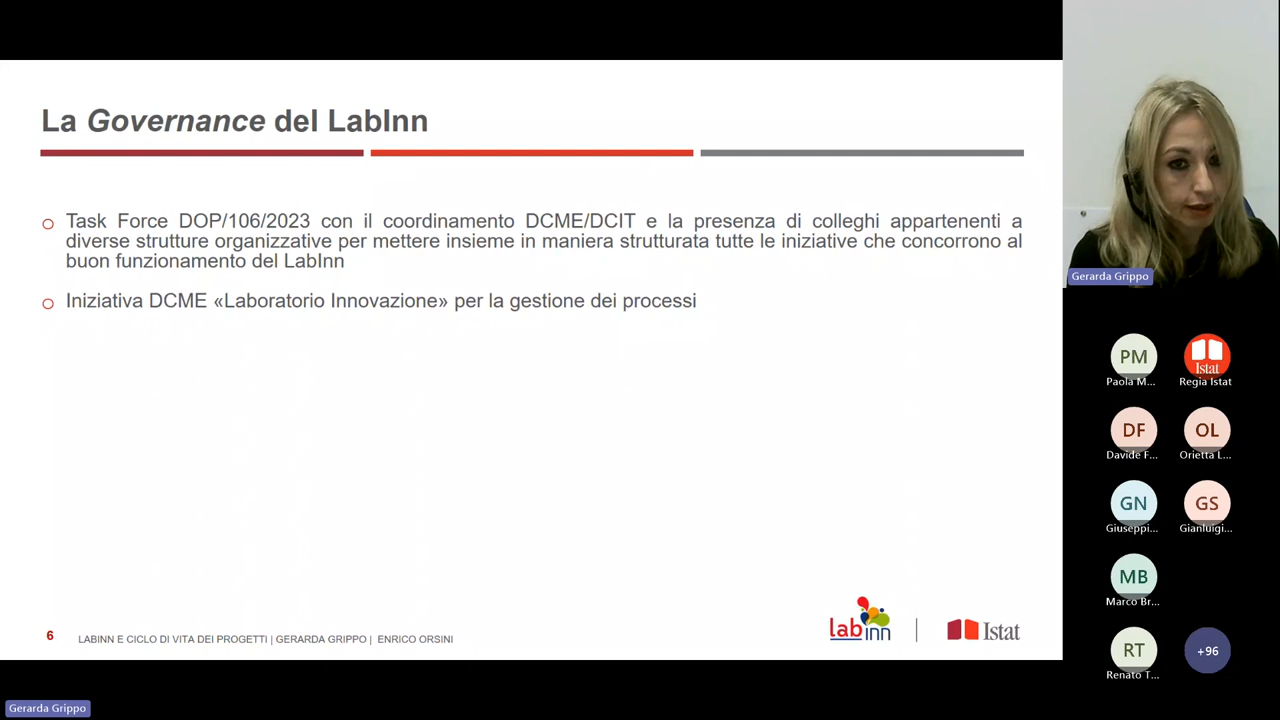 La Governance del LabInn
Task Force DOP/106/2023 con il coordinamento DCME/DCIT e la presenza di colleghi appartenenti a
diverse strutture organizzative per mettere insieme in maniera strutturata tutte le iniziative che concorrono al
buon funzionamento del LabInn
Iniziativa DCME «Laboratorio Innovazione» per la gestione dei processi
6
LABINN E CICLO DI VITA DEI PROGETTI | GERARDA GRIPPO | ENRICO ORSINI
labinn
Istat
Gerarda Grippo
PM
Paola M...
Istat
Regia Istat
DF
Davide F...
OL
Orietta L...
GN
Giuseppi...
GS
Gianluigi...
MB
Marco Br...
RT
Renato T...
+96
Gerarda Grippo